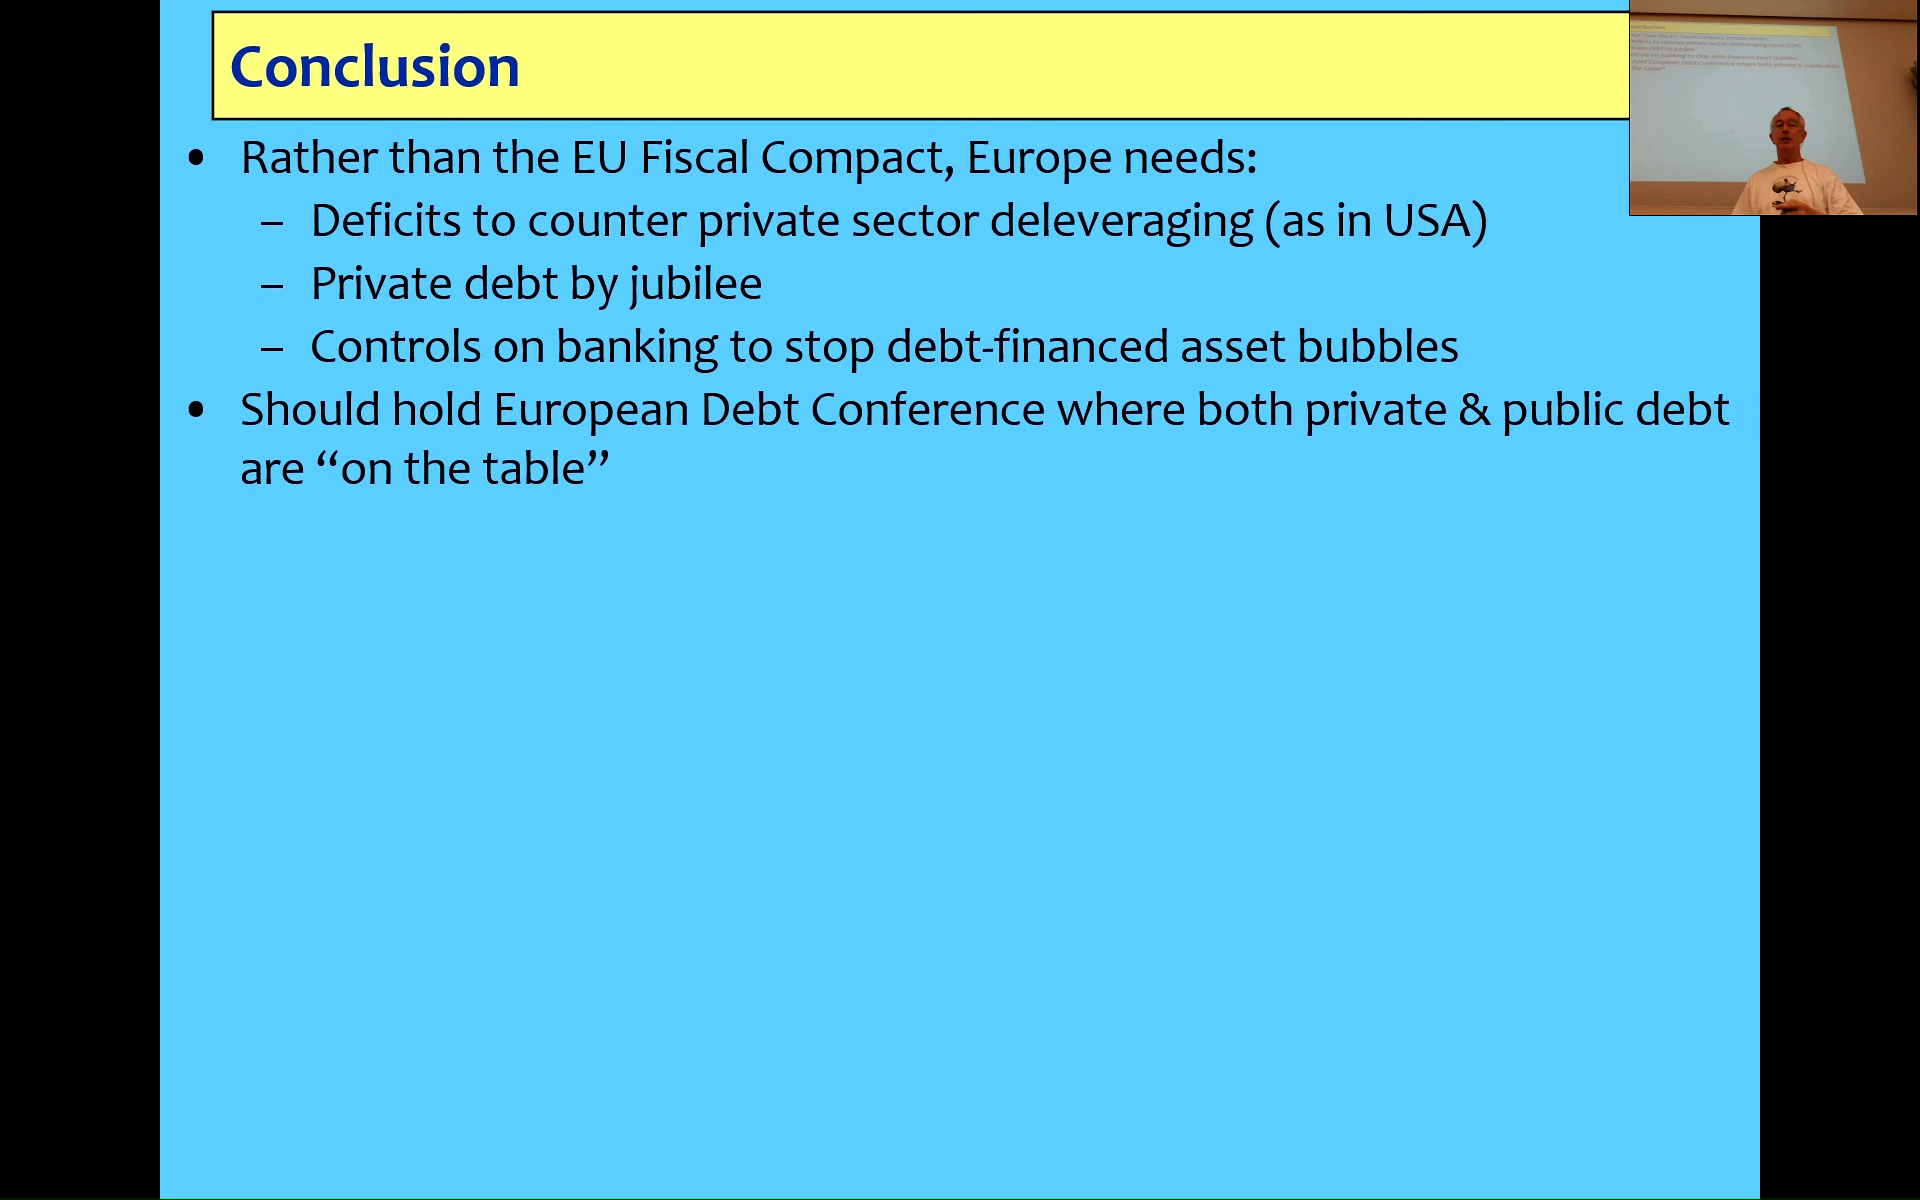 Conclusion
• Rather than the EU Fiscal Compact, Europe needs:
– Deficits to counter private sector deleveraging (as in USA)
– Private debt by jubilee
– Controls on banking to stop debt-financed asset bubbles
• Should hold European Debt Conference where both private & public debt
are “on the table”